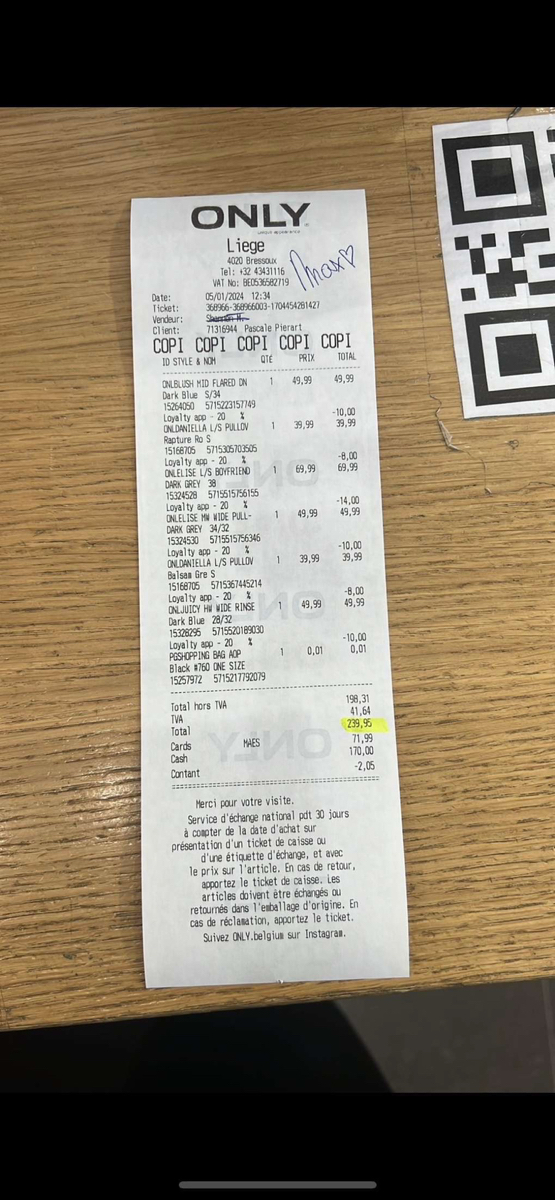 ONLY
Liege
4020 Bressoux
Tel: +32 43431116
VAT No: BE0536582719
Max♡
Date: 05/01/2024 12:34
Ticket: 368966-368966003-1704454281427
Vendeur:
Client: 71316944 Pascale Pierart
COPI COPI COPI COPI COPI
ID STYLE & NOM QTÉ PRIX TOTAL
ONLBLUSH MID FLARED DN 1 49,99 49,99
Dark Blue S/34
15264050 5715223157749
Loyalty app - 20 % -10,00
ONLDANIELLA L/S PULLOV 1 39,99 39,99
Rapture Ro S
15168705 5715305703505
Loyalty app - 20 % -8,00
ONLELISE L/S BOYFRIEND 1 69,99 69,99
DARK GREY 38
15324528 5715515756155
Loyalty app - 20 % -14,00
ONLELISE MW WIDE PULL- 1 49,99 49,99
DARK GREY 34/32
15324530 5715515756346
Loyalty app - 20 % -10,00
ONLDANIELLA L/S PULLOV 1 39,99 39,99
Balsam Gre S
15168705 5715367445214
Loyalty app - 20 % -8,00
ONLJUICY HW WIDE RINSE 1 49,99 49,99
Dark Blue 28/32
15328295 5715520189030
Loyalty app - 20 % -10,00
PGSHOPPING BAG AOP 1 0,01 0,01
Black #760 ONE SIZE
15257972 5715217792079
Total hors TVA 198,31
TVA 41,64
Total 239,95
Cards MAES 71,99
Cash 170,00
Contant -2,05
Merci pour votre visite.
Service d'échange national pdt 30 jours
à compter de la date d'achat sur
présentation d'un ticket de caisse ou
d'une étiquette d'échange, et avec
le prix sur l'article. En cas de retour,
apportez le ticket de caisse. Les
articles doivent être échangés ou
retournés dans l'emballage d'origine. En
cas de réclamation, apportez le ticket.
Suivez ONLY.belgium sur Instagram.